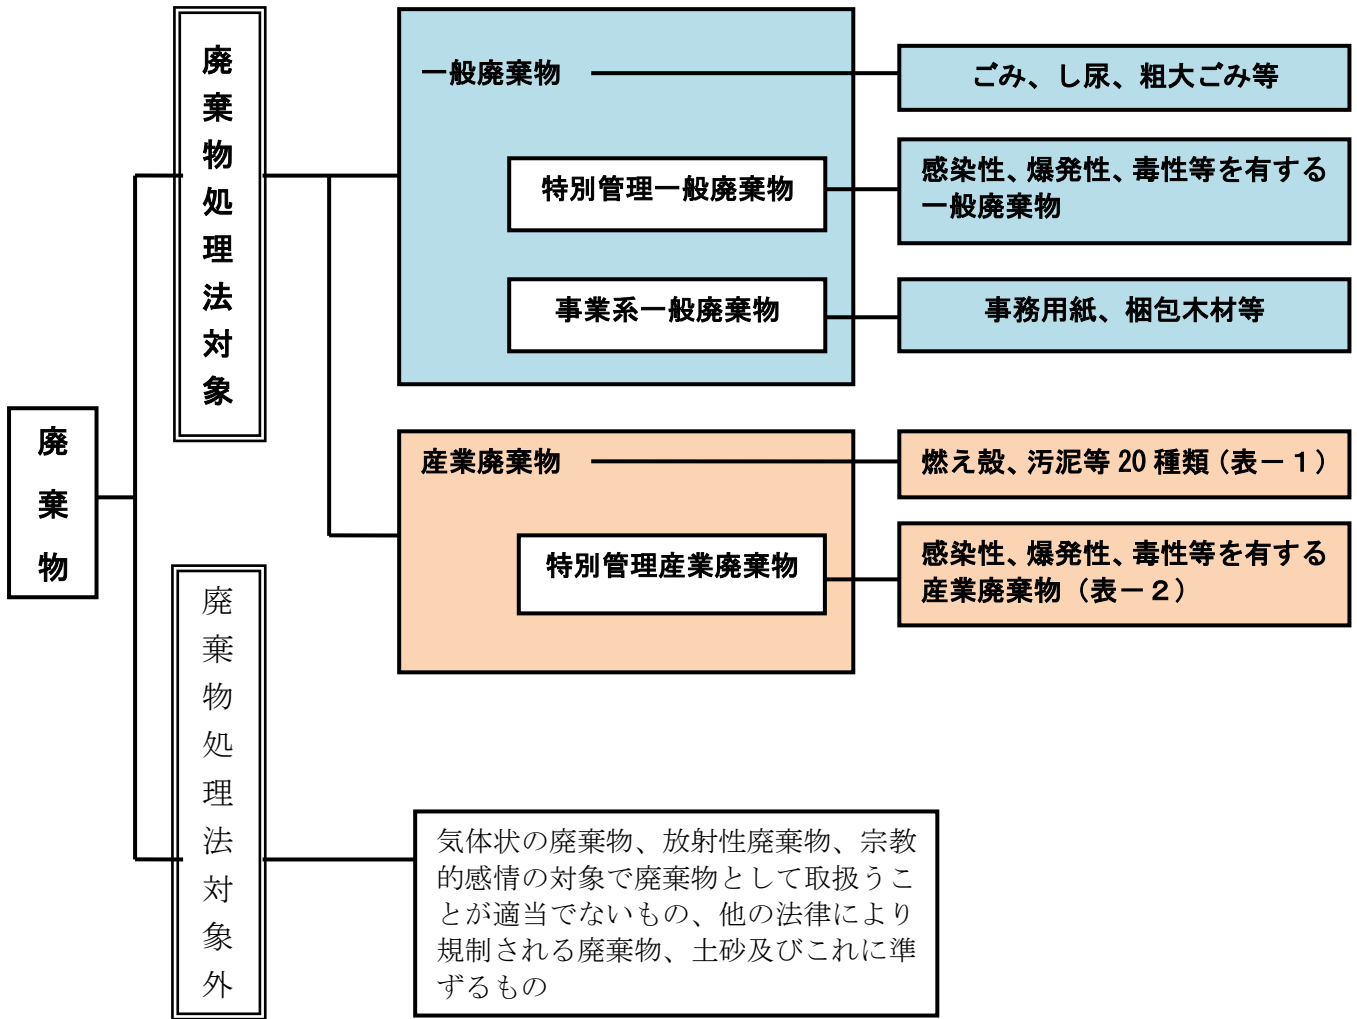 廃棄物
廃棄物処理法対象
一般廃棄物
ごみ、し尿、粗大ごみ等
特別管理一般廃棄物
感染性、爆発性、毒性等を有する
一般廃棄物
事業系一般廃棄物
事務用紙、梱包木材等
産業廃棄物
燃え殻、汚泥等 20 種類（表－１）
特別管理産業廃棄物
感染性、爆発性、毒性等を有する
産業廃棄物（表－２）
廃棄物処理法対象外
気体状の廃棄物、放射性廃棄物、宗教
的感情の対象で廃棄物として取扱うこ
とが適当でないもの、他の法律により
規制される廃棄物、土砂及びこれに準
ずるもの